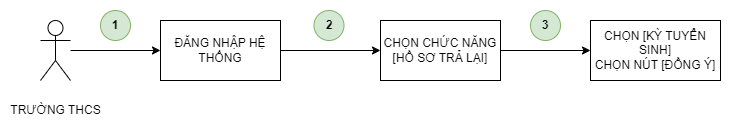 1
2
3
ĐĂNG NHẬP HỆ
THỐNG
CHỌN CHỨC NĂNG
[HỒ SƠ TRẢ LẠI]
CHỌN [KỲ TUYỂN
SINH]
CHỌN NÚT [ĐỒNG Ý]
TRƯỜNG THCS